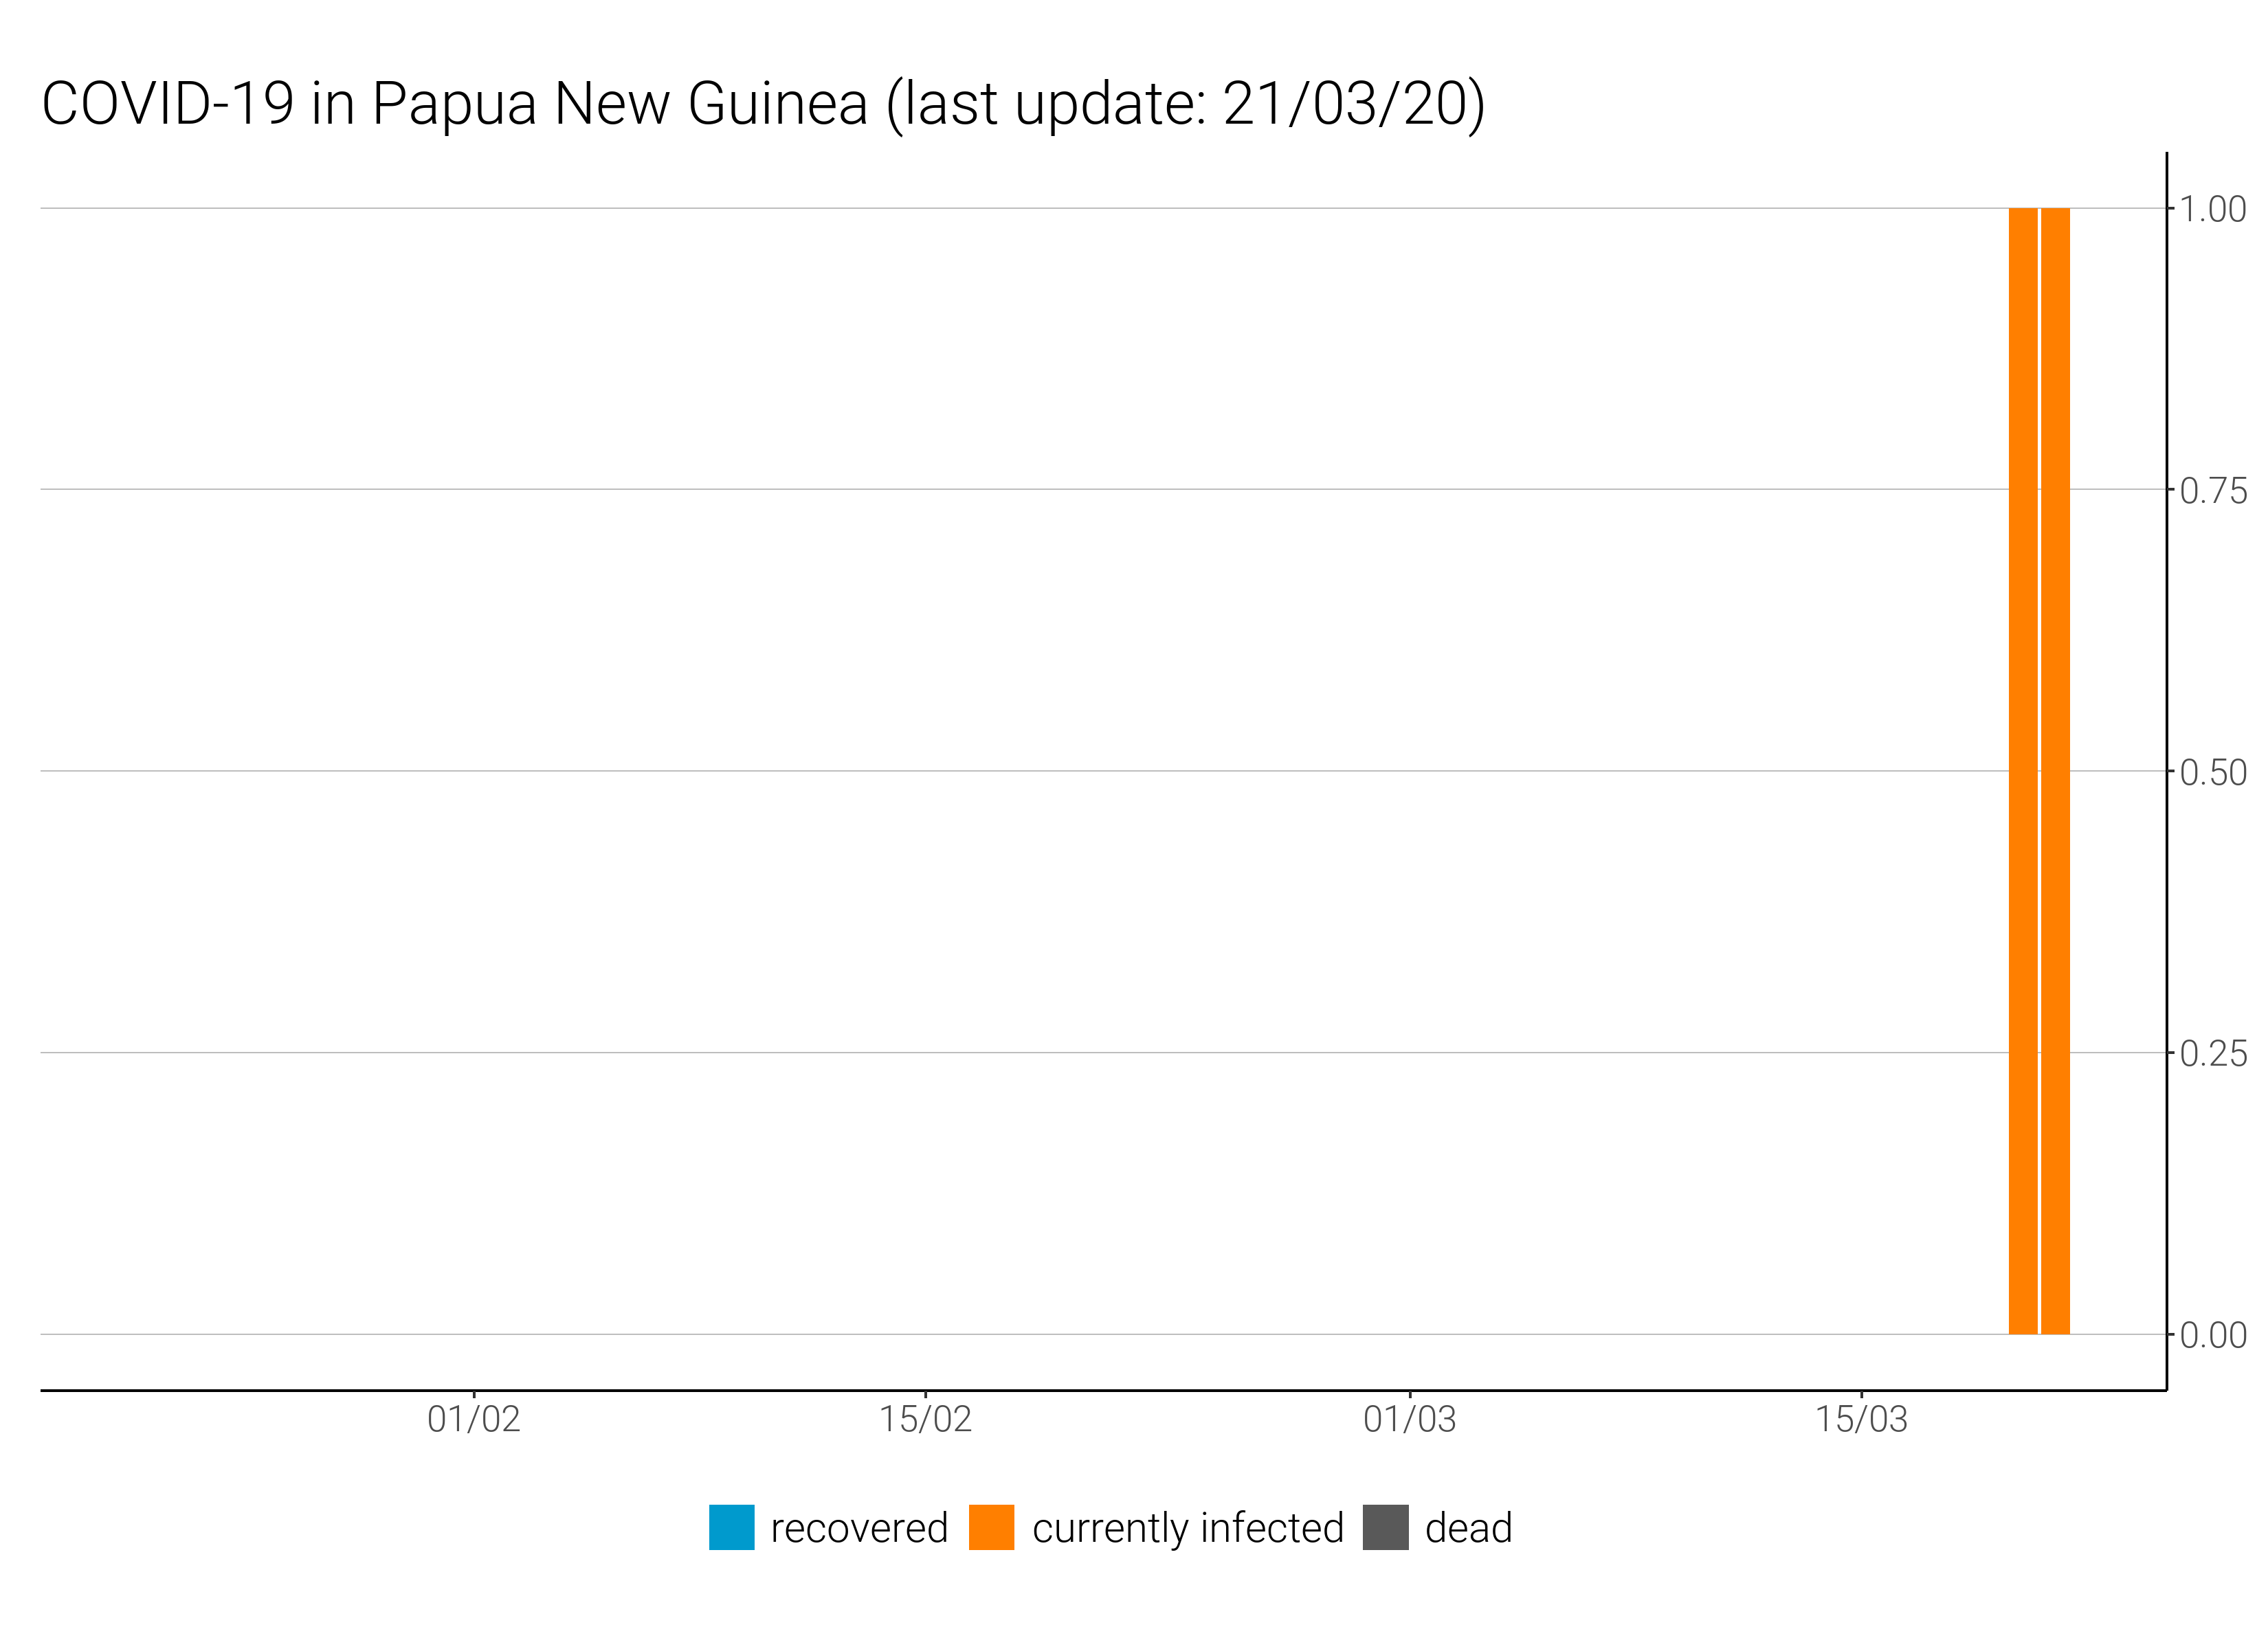 COVID-19 in Papua New Guinea (last update: 21/03/20)
1.00
0.75
0.50
0.25
0.00
01/02 15/02 01/03 15/03
recovered currently infected dead